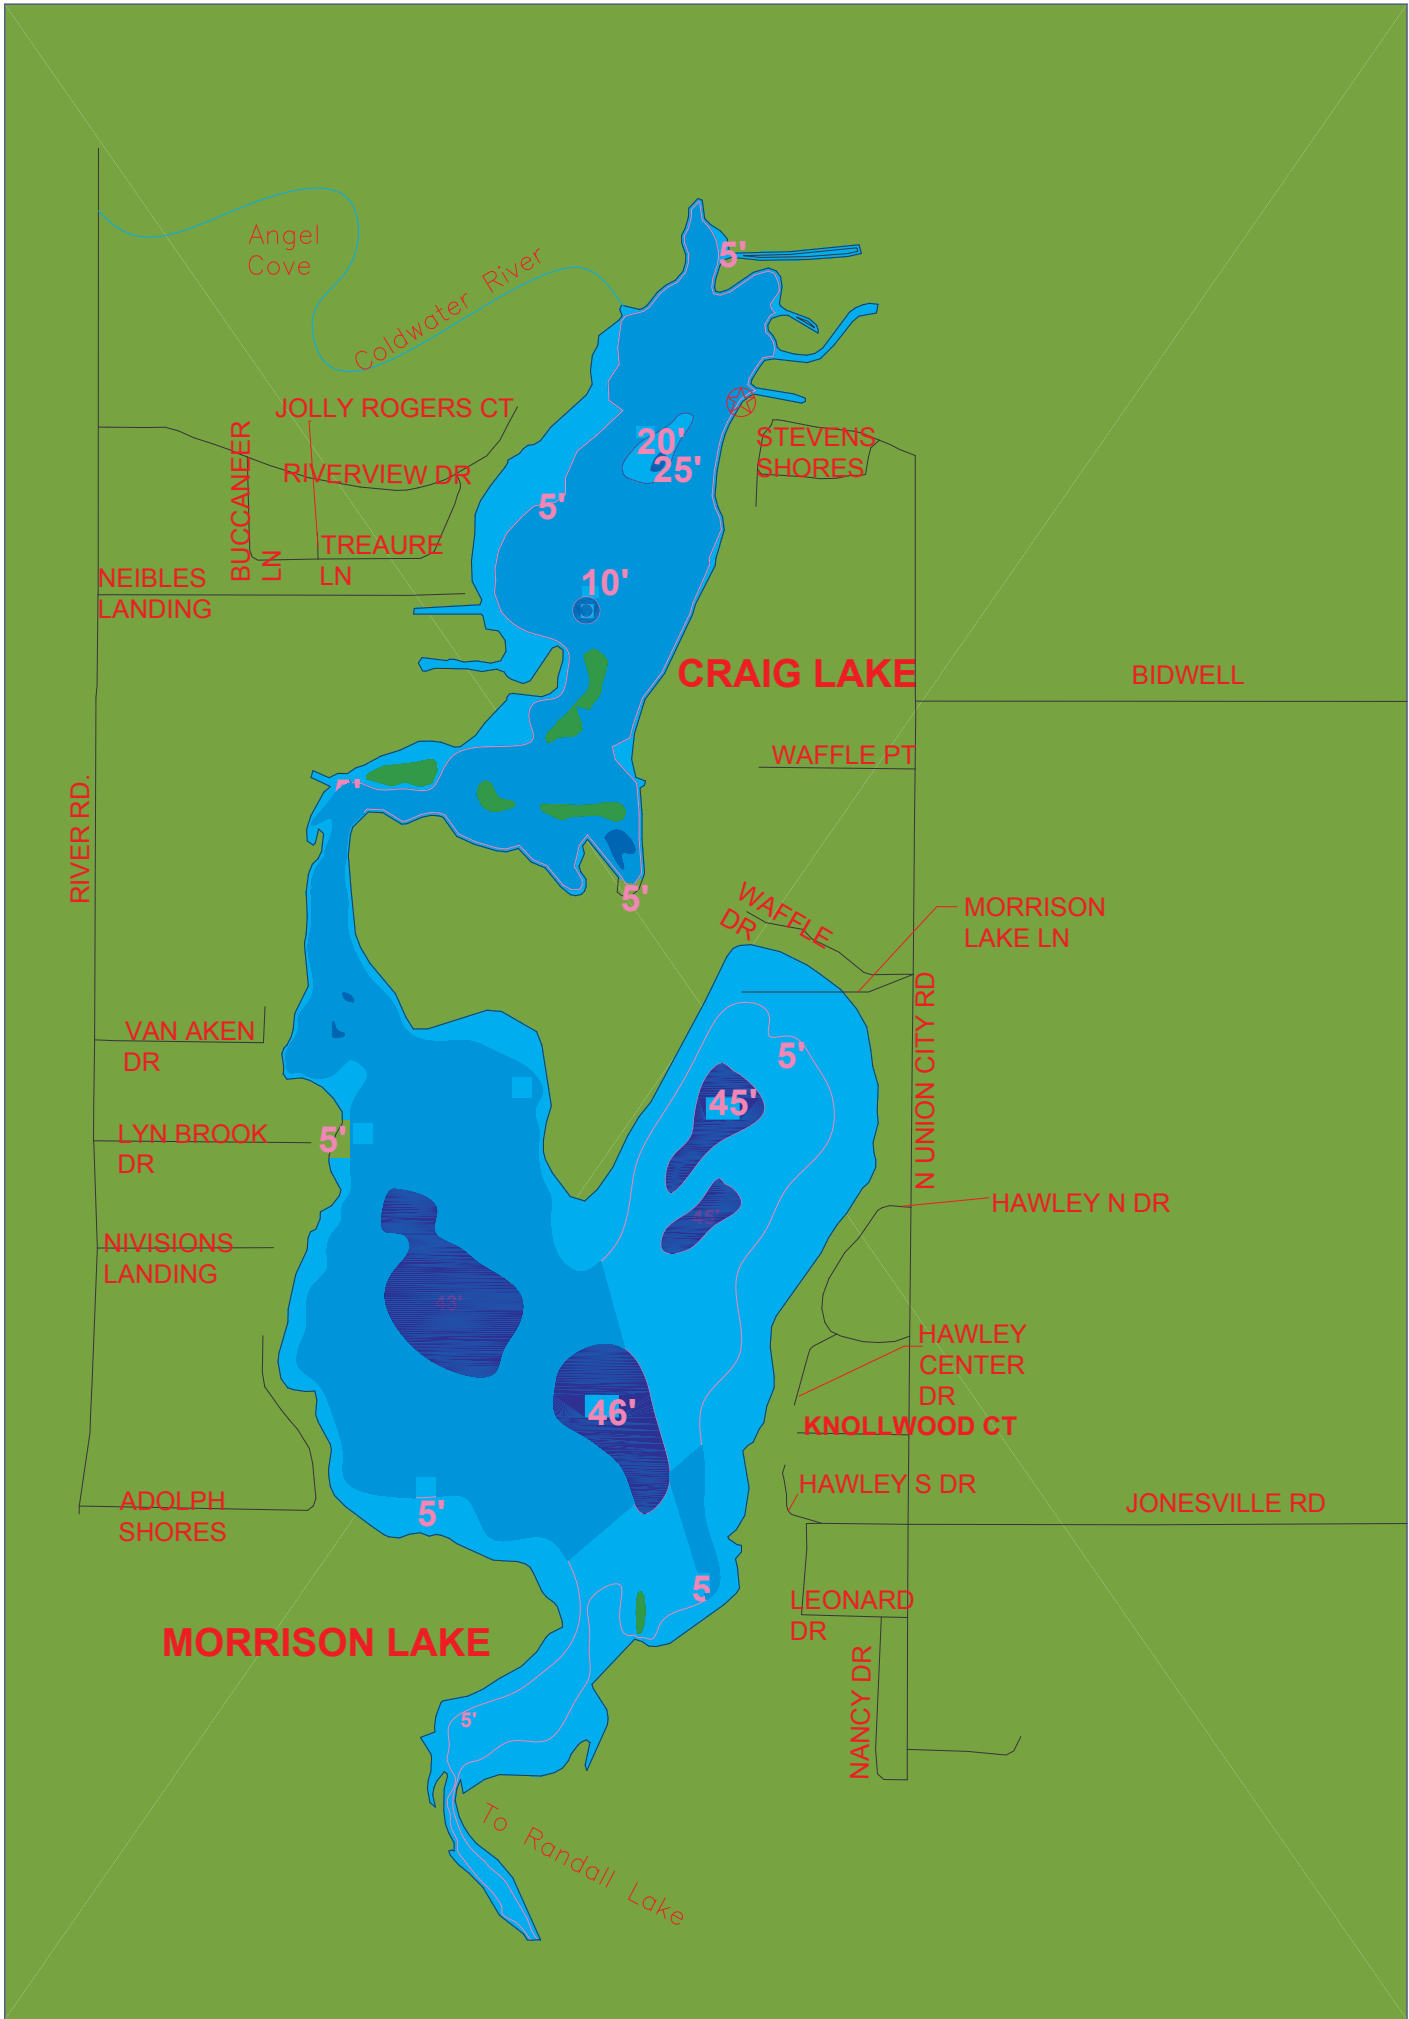 Angel
Cove
Coldwater River
5'
JOLLY ROGERS CT
BUCCANEER
LN
RIVERVIEW DR
TREAURE
LN
NEIBLES
LANDING
20'
25'
5'
10'
STEVENS
SHORES
CRAIG LAKE
BIDWELL
WAFFLE PT
RIVER RD.
5'
5'
WAFFLE
DR
MORRISON
LAKE LN
N UNION CITY RD
VAN AKEN
DR
5'
45'
LYN BROOK
DR
5'
HAWLEY N DR
45'
NIVISIONS
LANDING
43'
HAWLEY
CENTER
DR
46'
KNOLLWOOD CT
HAWLEY S DR
JONESVILLE RD
ADOLPH
SHORES
5'
5
LEONARD
DR
MORRISON LAKE
NANCY DR
5'
To Randall Lake